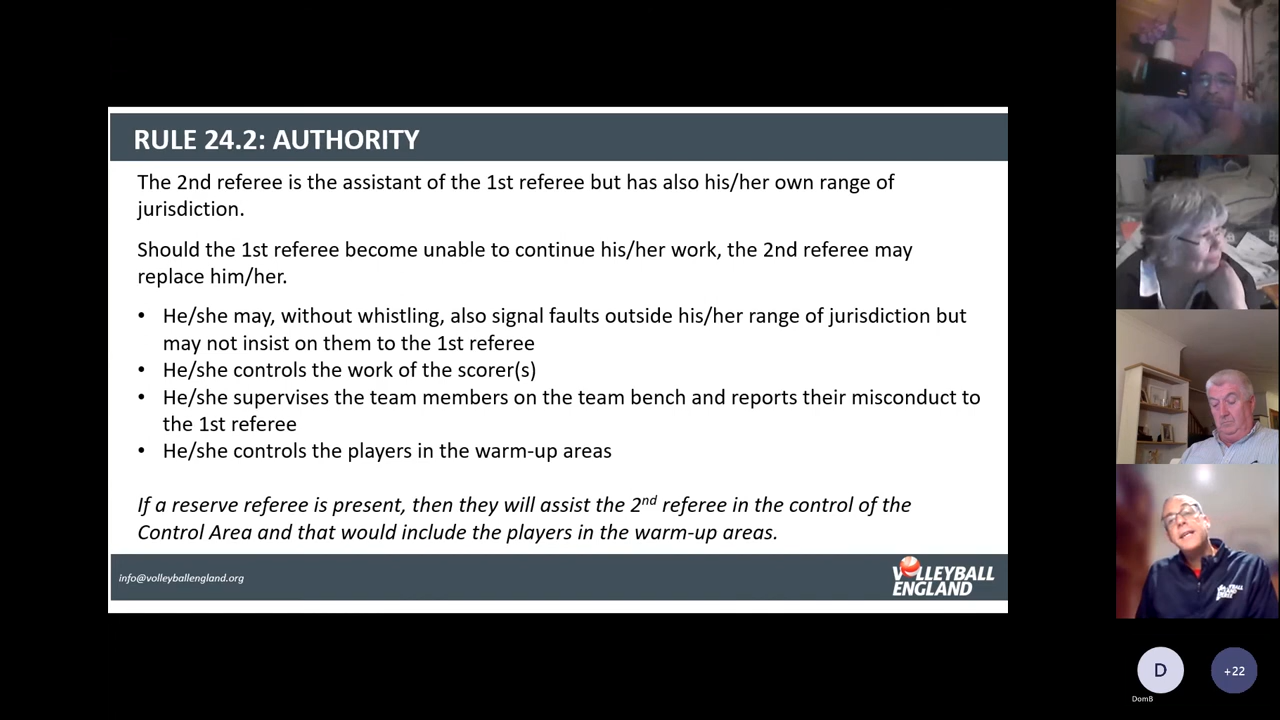 RULE 24.2: AUTHORITY
The 2nd referee is the assistant of the 1st referee but has also his/her own range of
jurisdiction.
Should the 1st referee become unable to continue his/her work, the 2nd referee may
replace him/her.
• He/she may, without whistling, also signal faults outside his/her range of jurisdiction but
may not insist on them to the 1st referee
• He/she controls the work of the scorer(s)
• He/she supervises the team members on the team bench and reports their misconduct to
the 1st referee
• He/she controls the players in the warm-up areas
If a reserve referee is present, then they will assist the 2nd referee in the control of the
Control Area and that would include the players in the warm-up areas.
info@volleyballengland.org
VOLLEYBALL
ENGLAND
D
DomB
+22